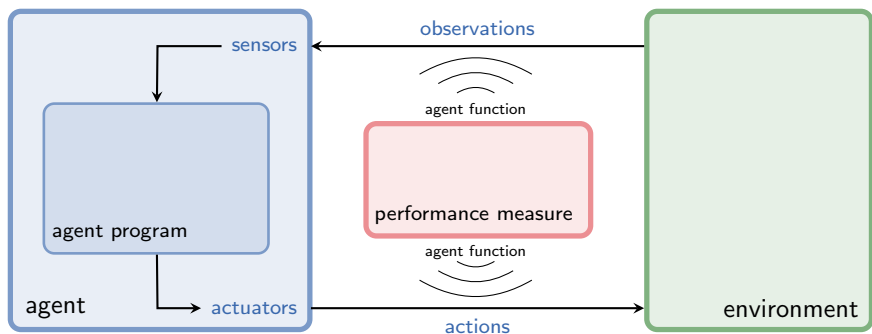 observations
sensors
agent function
performance measure
agent program
agent function
agent
actuators
environment
actions